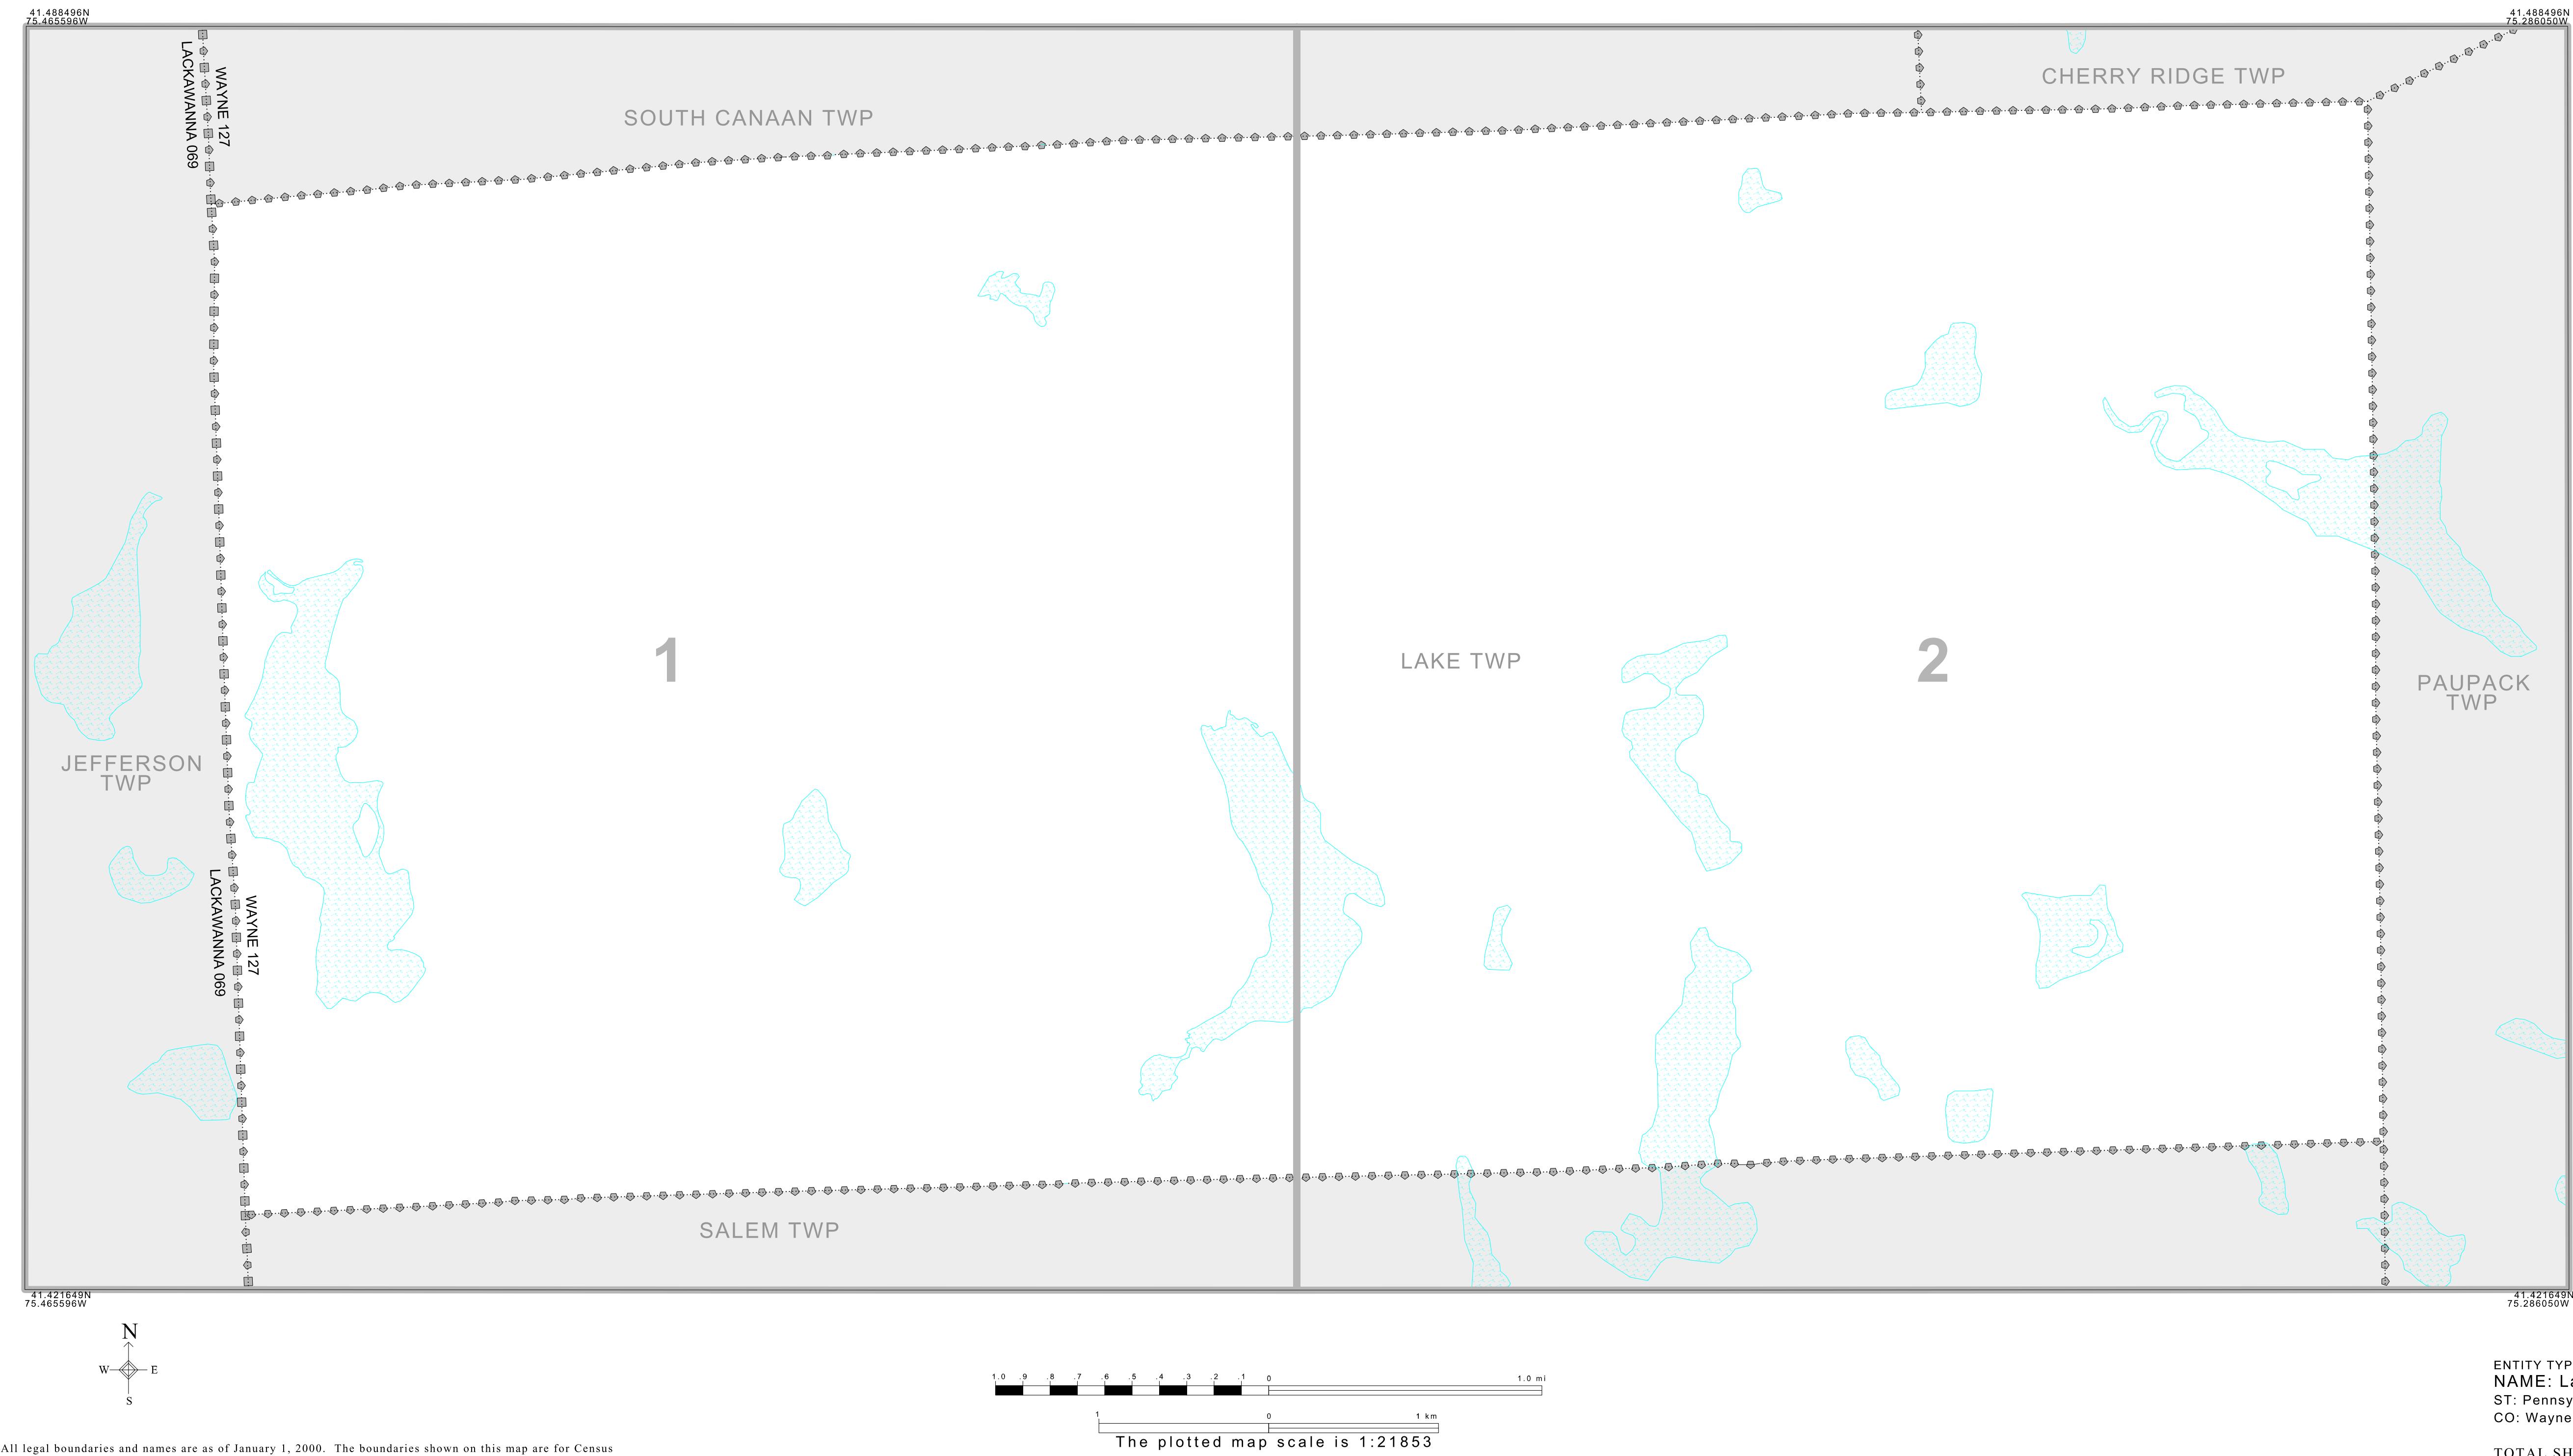 41.488496N
75.465596W
41.488496N
75.286050W
LACKAWANNA 069
WAYNE 127
SOUTH CANAAN TWP
CHERRY RIDGE TWP
1
LAKE TWP
2
PAUPACK
TWP
JEFFERSON
TWP
LACKAWANNA 069
WAYNE 127
SALEM TWP
41.421649N
75.465596W
41.421649N
75.286050W
N
W E
S
1.0 .9 .8 .7 .6 .5 .4 .3 .2 .1 0 1.0 mi
1 0 1 km
The plotted map scale is 1:21853
ENTITY TYP
NAME: La
ST: Pennsy
CO: Wayne
All legal boundaries and names are as of January 1, 2000. The boundaries shown on this map are for Census
TOTAL SH